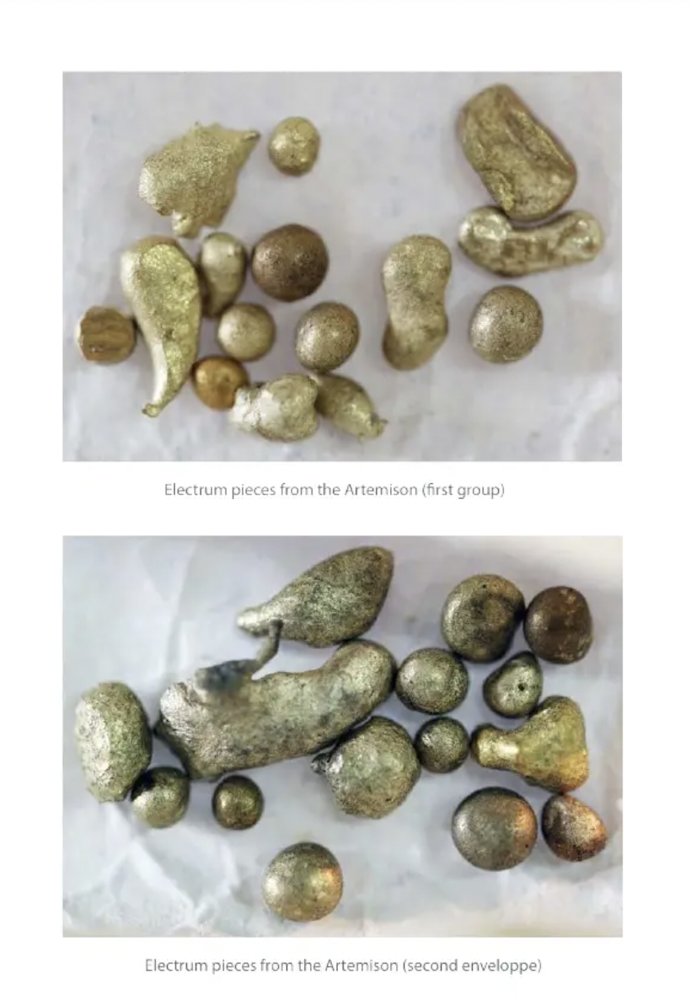 Electrum pieces from the Artemison (first group)
Electrum pieces from the Artemison (second enveloppe)